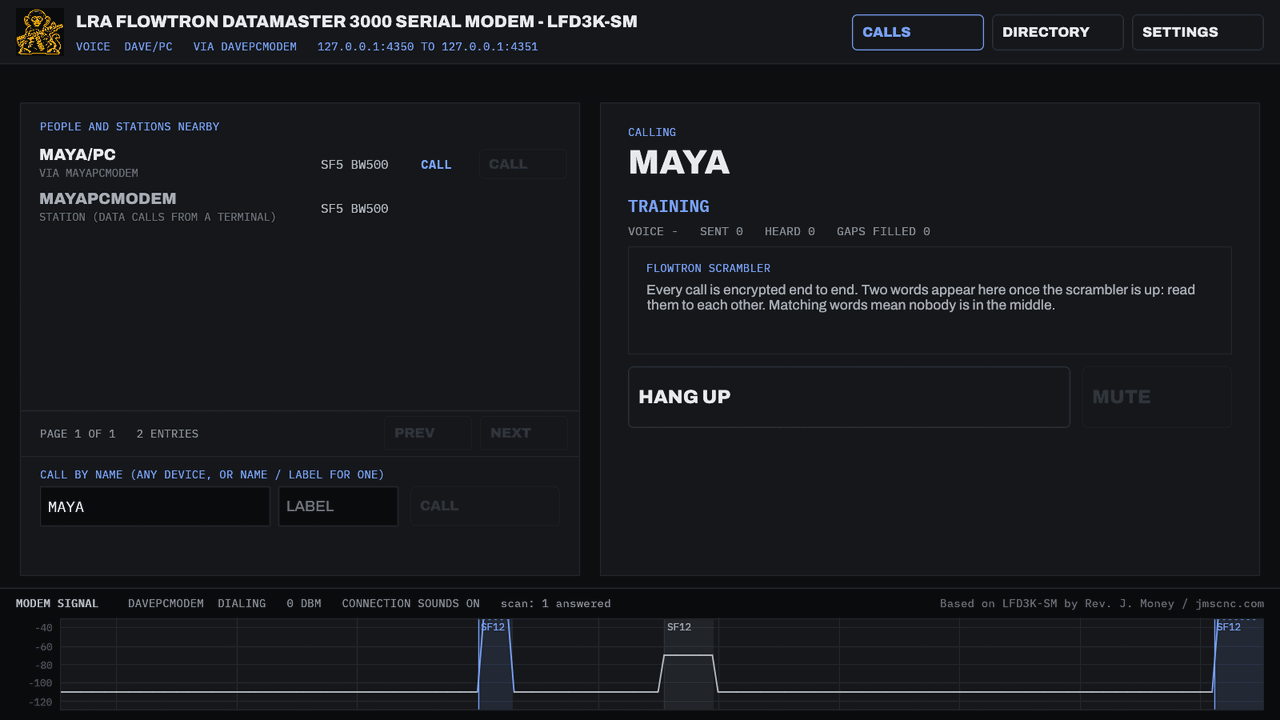 LRA FLOWTRON DATAMASTER 3000 SERIAL MODEM - LFD3K-SM
VOICE DAVE/PC VIA DAVEPCMODEM 127.0.0.1:4350 TO 127.0.0.1:4351
CALLS DIRECTORY SETTINGS
PEOPLE AND STATIONS NEARBY
MAYA/PC
VIA MAYAPCMODEM
SF5 BW500 CALL CALL
MAYAPCMODEM
STATION (DATA CALLS FROM A TERMINAL)
SF5 BW500
PAGE 1 OF 1 2 ENTRIES PREV NEXT
CALL BY NAME (ANY DEVICE, OR NAME / LABEL FOR ONE)
MAYA LABEL CALL
CALLING
MAYA
TRAINING
VOICE - SENT 0 HEARD 0 GAPS FILLED 0
FLOWTRON SCRAMBLER
Every call is encrypted end to end. Two words appear here once the scrambler is up: read
them to each other. Matching words mean nobody is in the middle.
HANG UP MUTE
MODEM SIGNAL DAVEPCMODEM DIALING 0 DBM CONNECTION SOUNDS ON scan: 1 answered
Based on LFD3K-SM by Rev. J. Money / jmscnc.com
SF12 SF12 SF12
-40
-60
-80
-100
-120